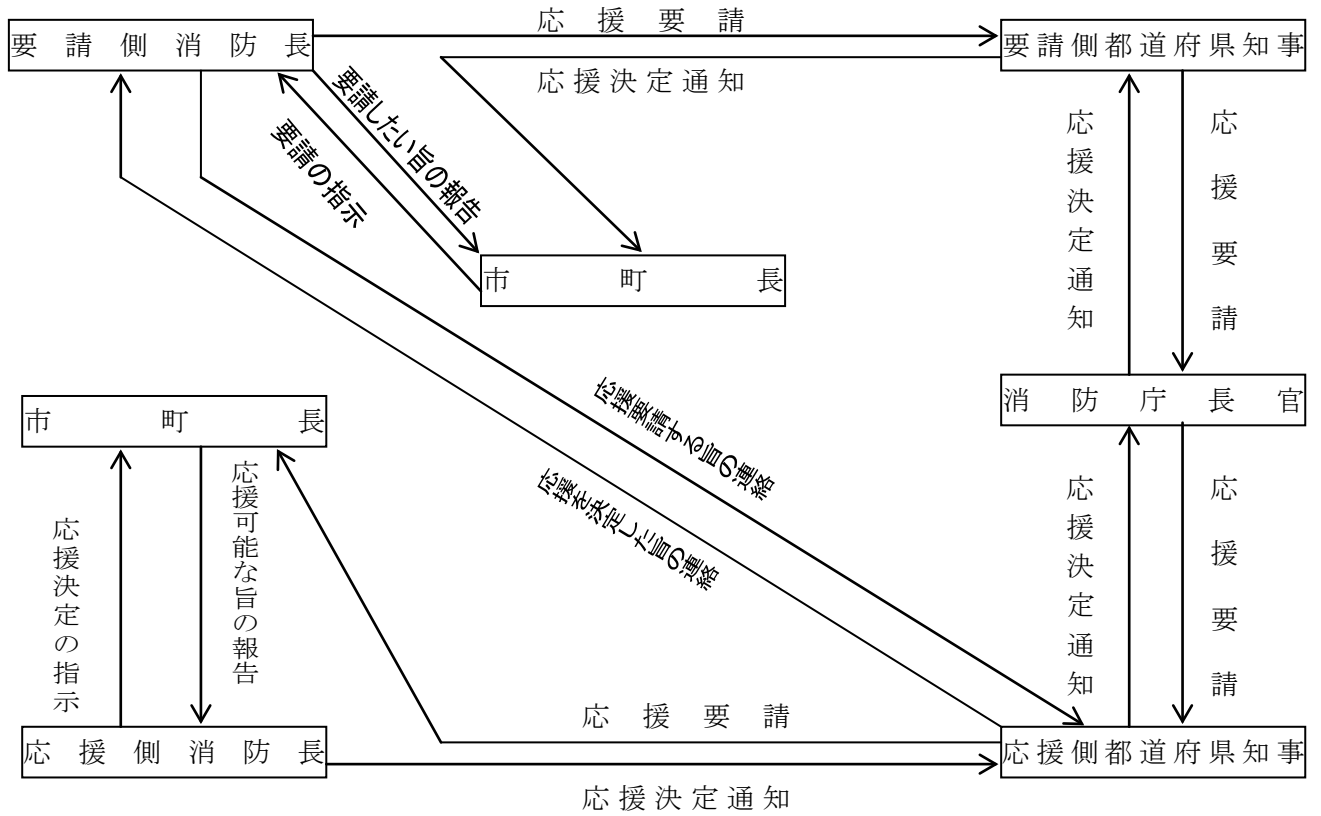 応援要請
要請側消防長
要請側都道府県知事
応援決定通知
要請したい旨の報告
要請の指示
応援決定通知
応援要請
市町長
消防庁長官
応援要請する旨の連絡
応援を決定した旨の連絡
市町長
応援決定の指示
応援可能な旨の報告
応援決定通知
応援要請
応援要請
応援側消防長
応援側都道府県知事
応援決定通知